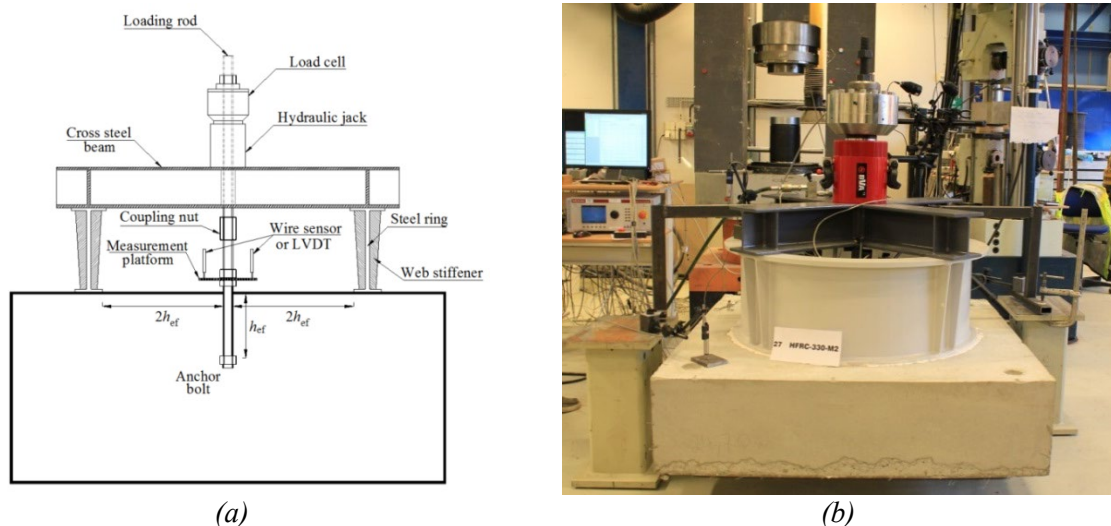 Loading rod
Load cell
Hydraulic jack
Cross steel
beam
Coupling nut
Wire sensor
or LVDT
Measurement
platform
Steel ring
Web stiffener
2hef
hef
2hef
Anchor
bolt
27 HFRC-330-M2
(a)
(b)